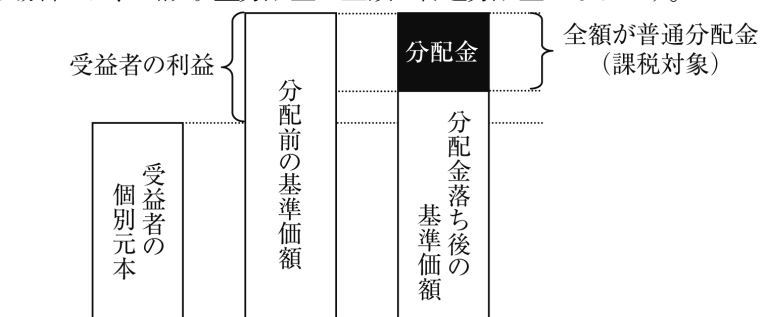 受益者の利益
分配金
全額が普通分配金
（課税対象）
分配前の基準価額
受益者の
個別元本
分配金落ち後の
基準価額